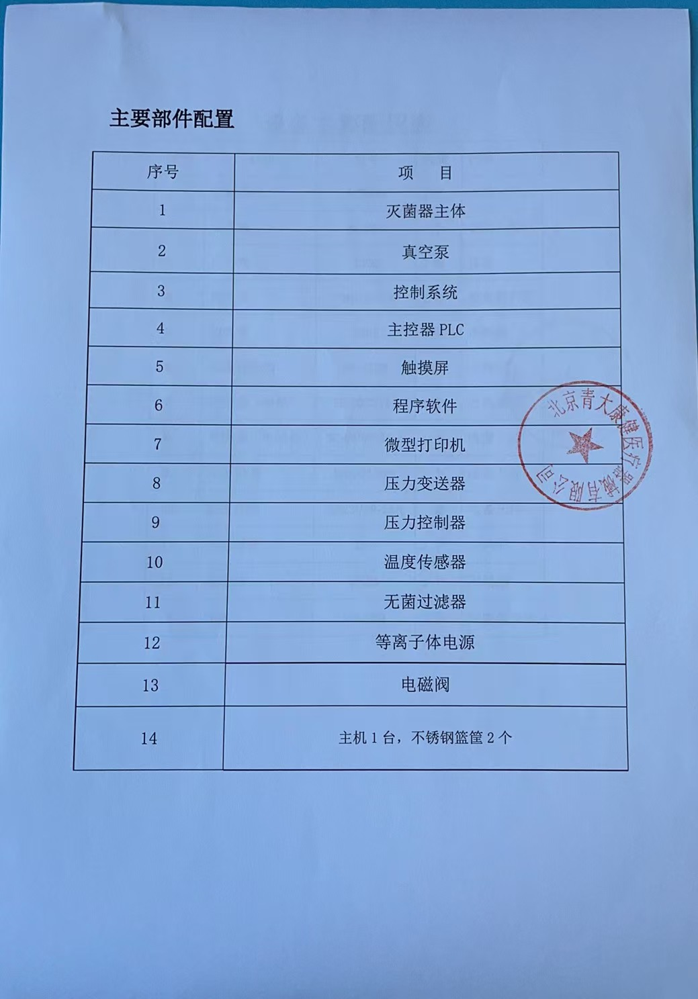 主要部件配置
序号 项 目
1 灭菌器主体
2 真空泵
3 控制系统
4 主控器 PLC
5 触摸屏
6 程序软件
7 微型打印机
8 压力变送器
9 压力控制器
10 温度传感器
11 无菌过滤器
12 等离子体电源
13 电磁阀
14 主机 1 台，不锈钢篮筐 2 个
北京青大康健医疗器械有限公司